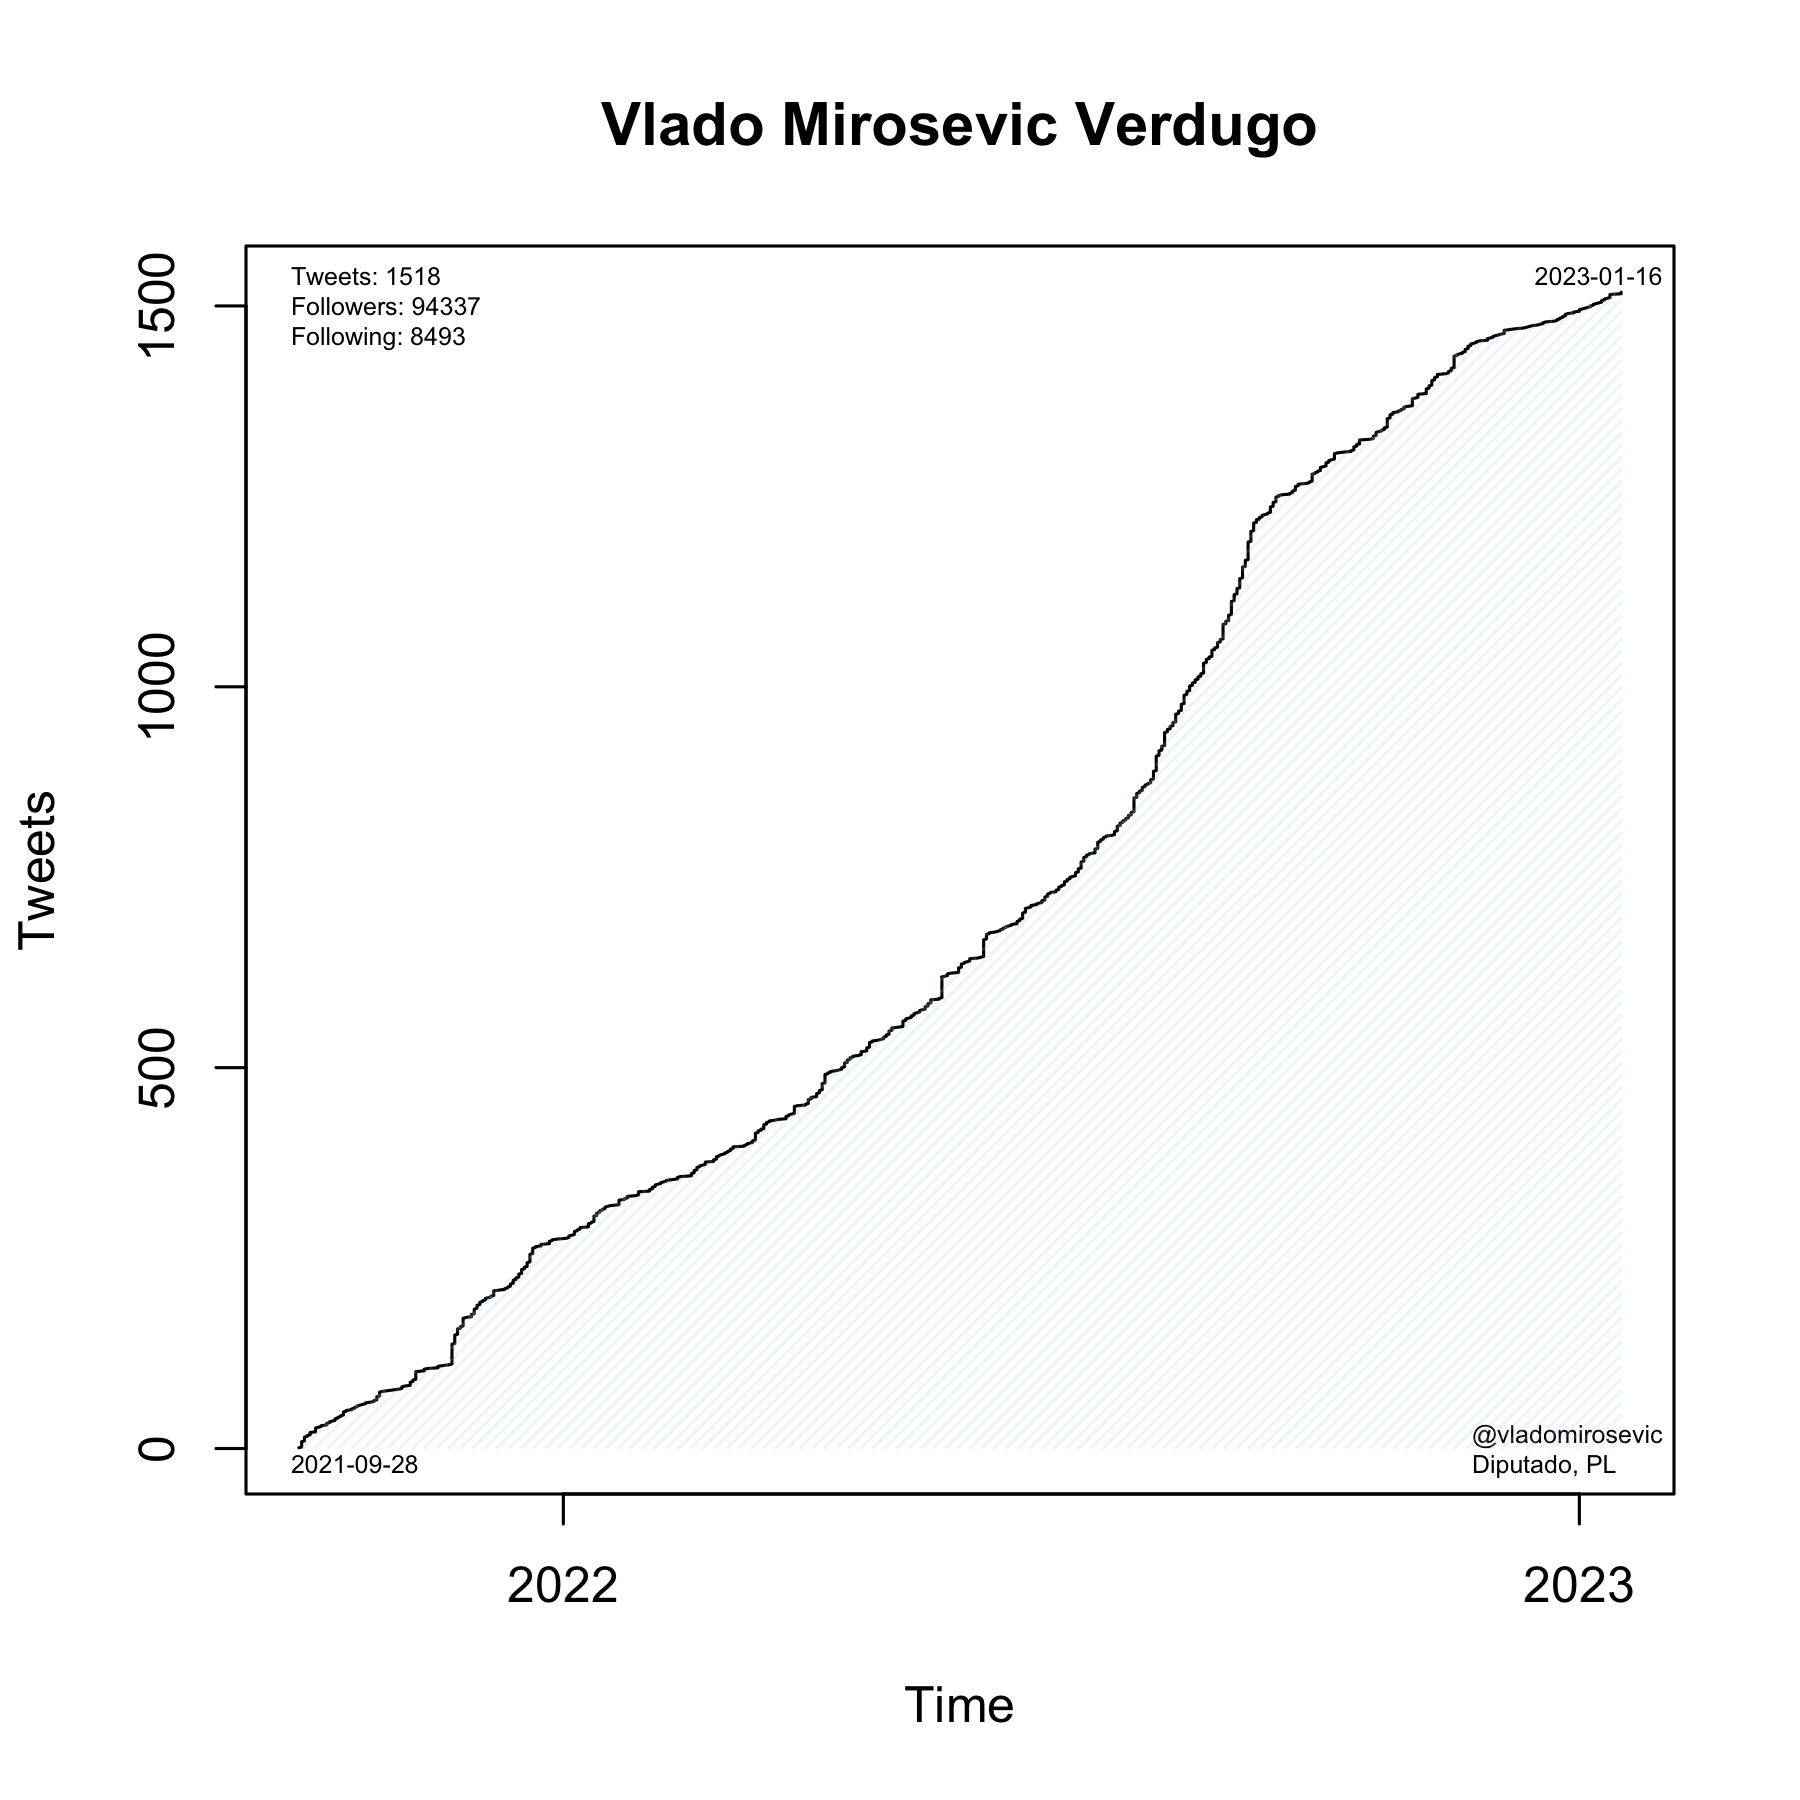 Vlado Mirosevic Verdugo
Tweets: 1518
Followers: 94337
Following: 8493
2023-01-16
1500
1000
500
0
Tweets
2021-09-28
@vladomirosevic
Diputado, PL
2022
2023
Time